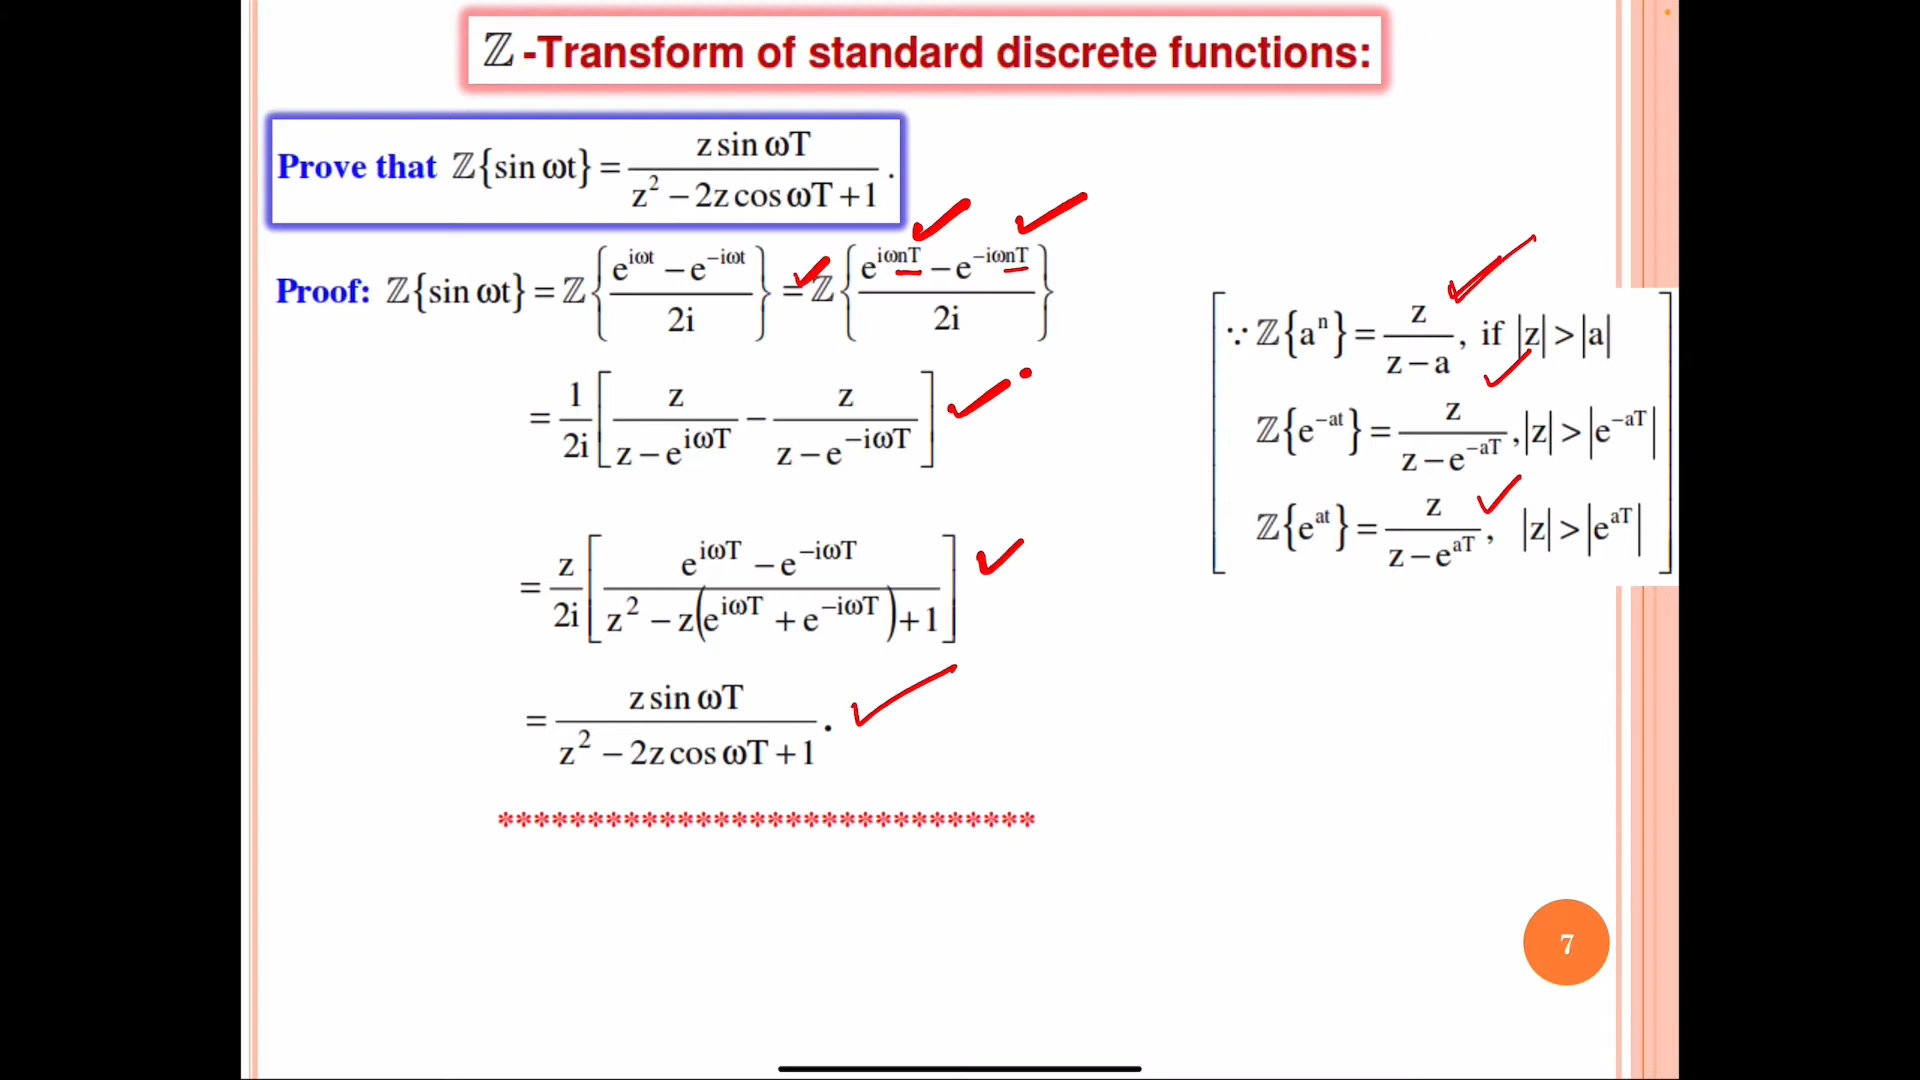 ℤ -Transform of standard discrete functions:
Prove that ℤ{sin ωt} = (z sin ωT)/(z² − 2z cos ωT + 1) .
Proof: ℤ{sin ωt} = ℤ{(e^{iωt} − e^{−iωt})/(2i)} = ℤ{(e^{iωnT} − e^{−iωnT})/(2i)}
= (1/2i)[z/(z − e^{iωT}) − z/(z − e^{−iωT})]
= (z/2i)[(e^{iωT} − e^{−iωT})/(z² − z(e^{iωT} + e^{−iωT}) + 1)]
= (z sin ωT)/(z² − 2z cos ωT + 1) .
****************************
[∵ ℤ{aⁿ} = z/(z − a), if |z| > |a|
ℤ{e^{−at}} = z/(z − e^{−aT}), |z| > |e^{−aT}|
ℤ{e^{at}} = z/(z − e^{aT}), |z| > |e^{aT}|]
7